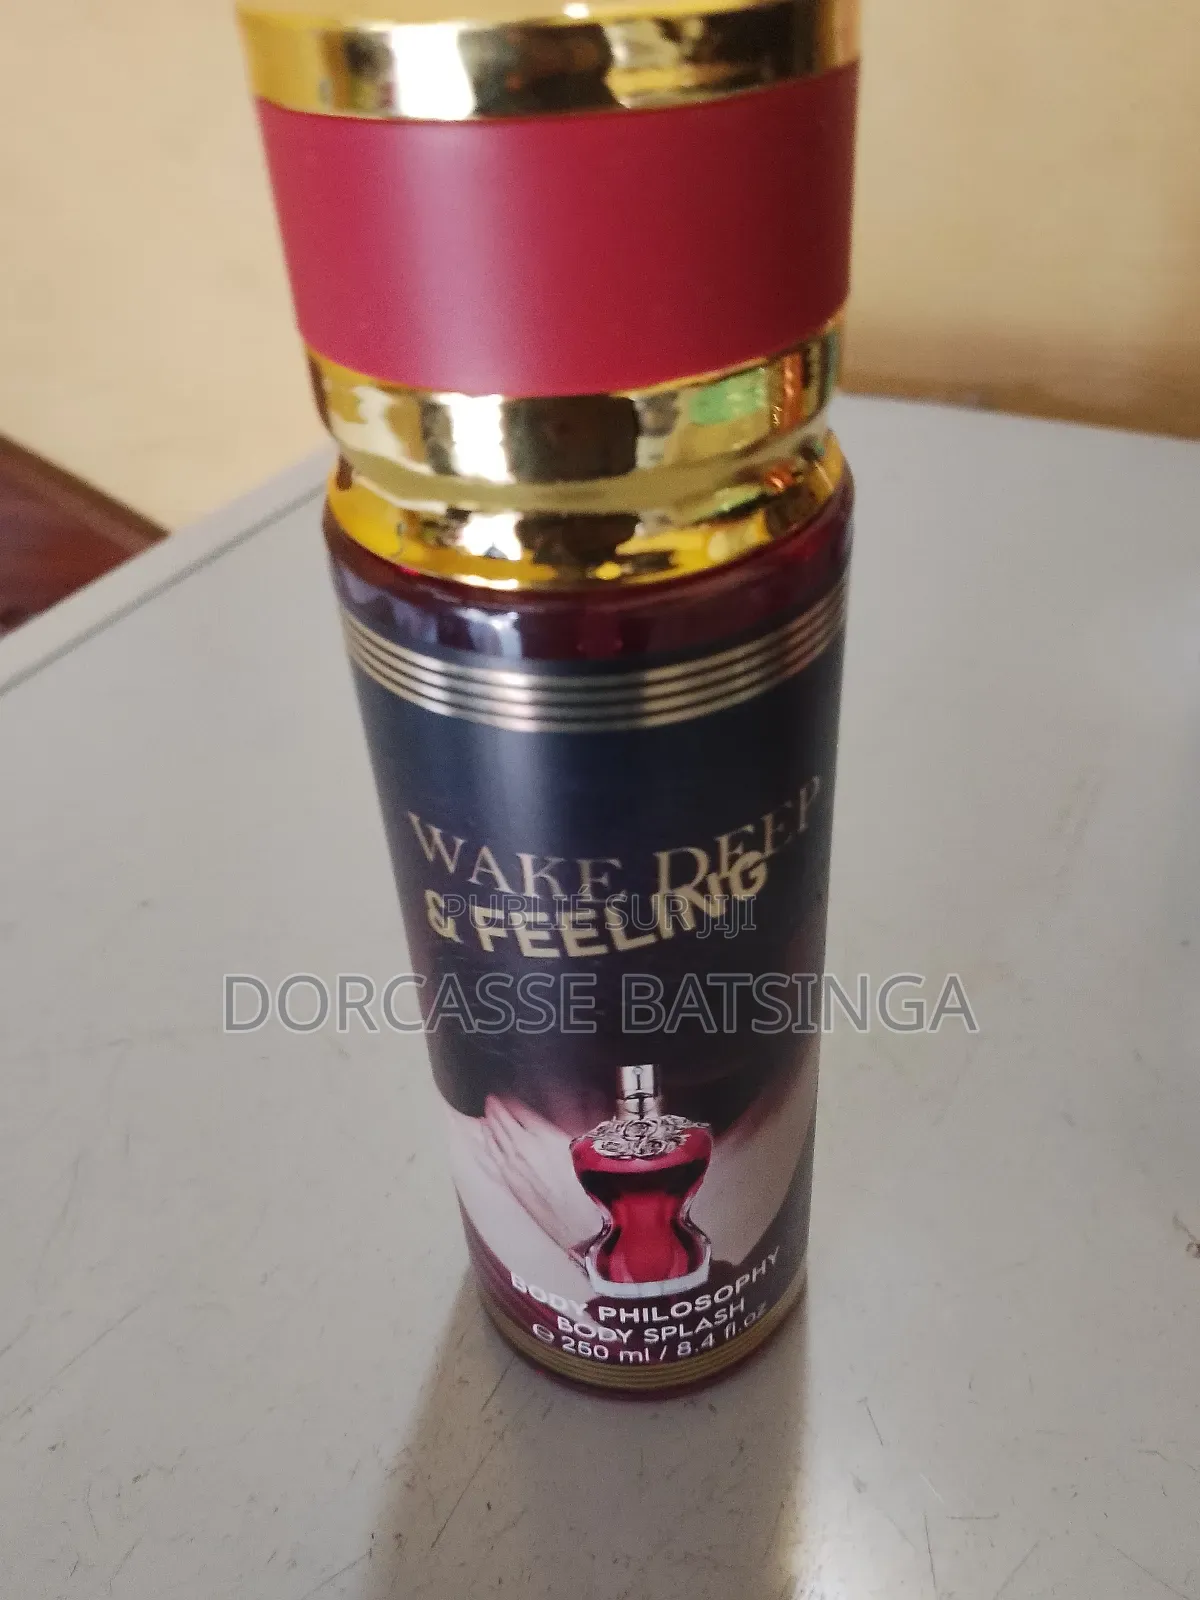 WAKE DEEP
& FEELING
PUBLIÉ SUR JIJI
DORCASSE BATSINGA
BODY PHILOSOPHY
BODY SPLASH
℮ 250 ml / 8.4 fl.oz